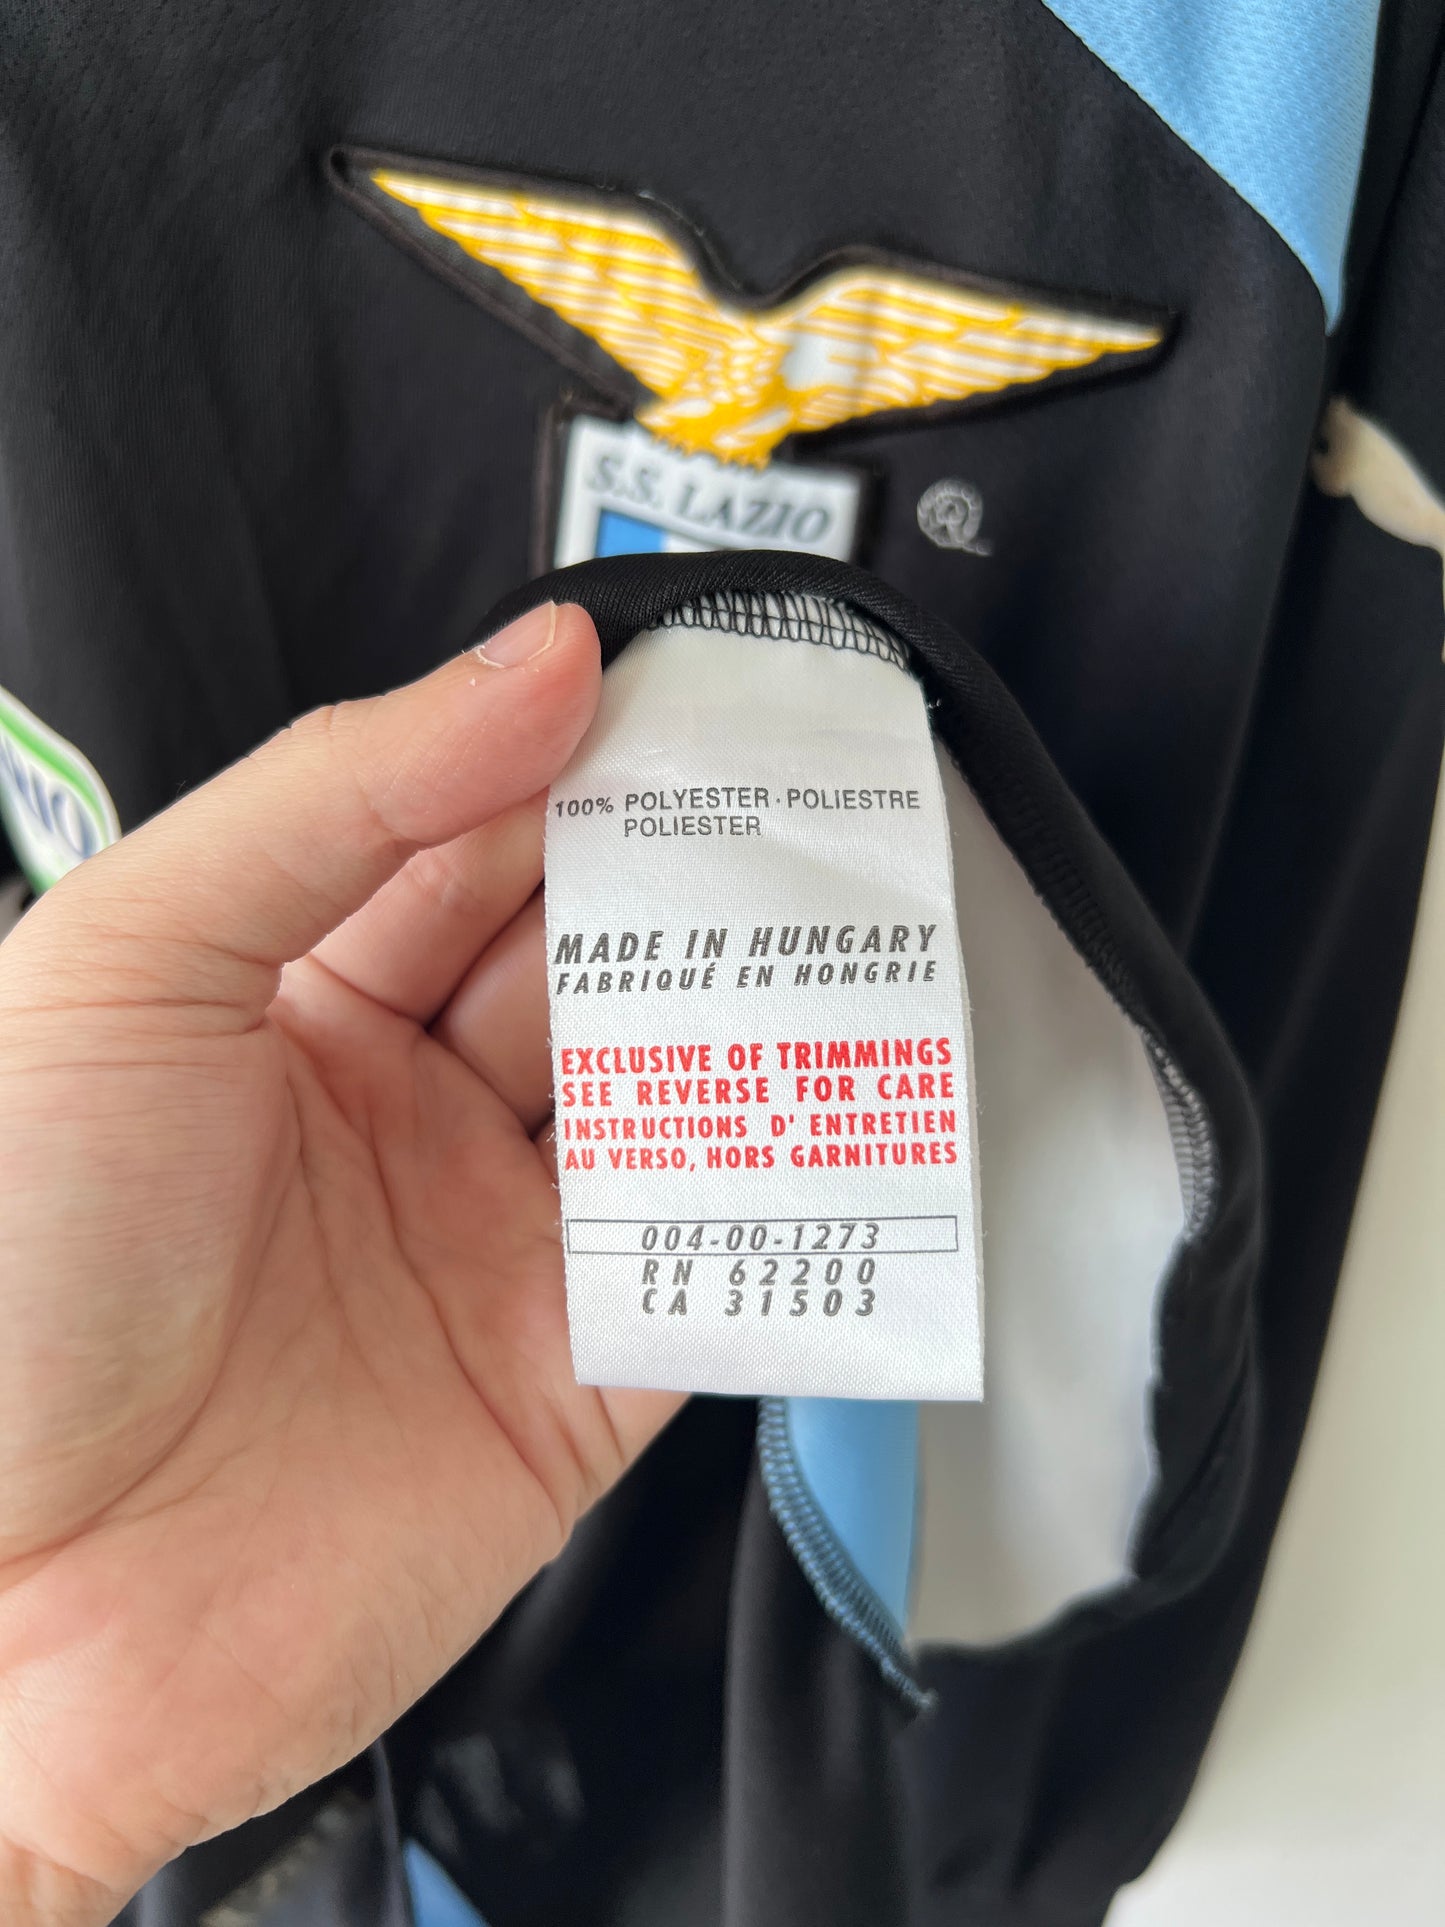 S.S. LAZIO
100% POLYESTER · POLIESTRE
POLIESTER
MADE IN HUNGARY
FABRIQUÉ EN HONGRIE
EXCLUSIVE OF TRIMMINGS
SEE REVERSE FOR CARE
INSTRUCTIONS D' ENTRETIEN
AU VERSO, HORS GARNITURES
004-00-1273
RN 62200
CA 31503